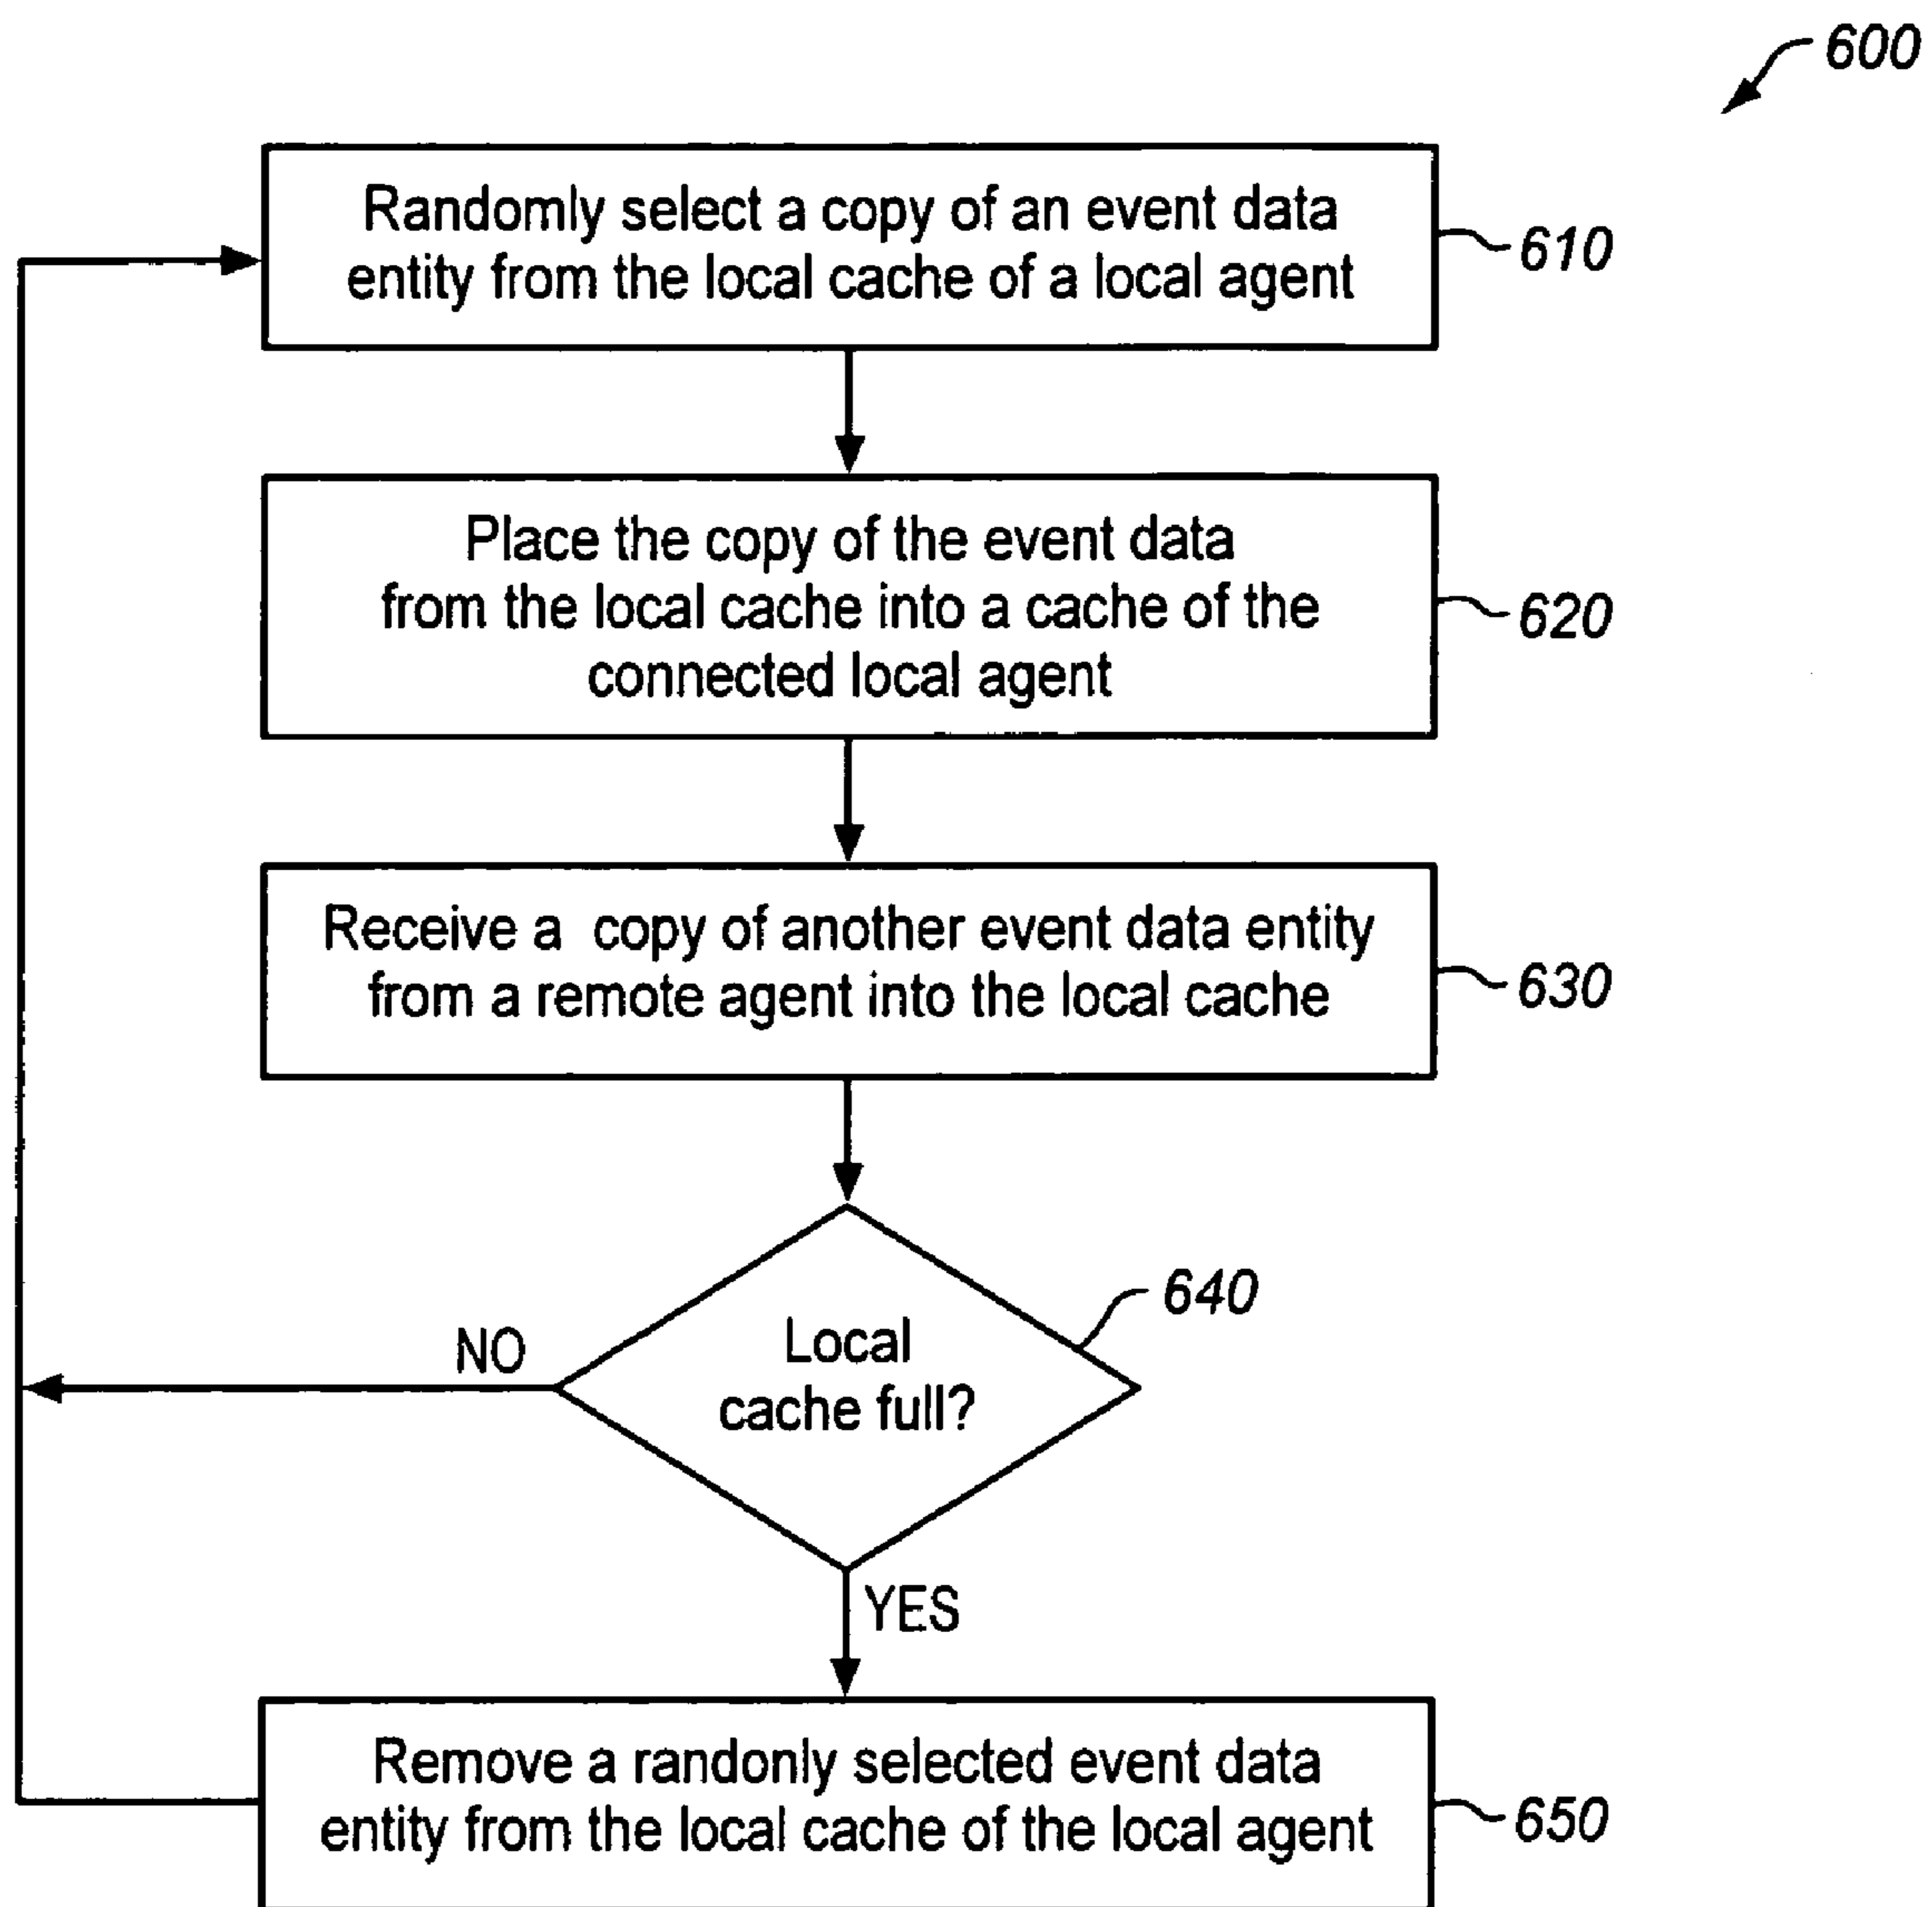 600
Randomly select a copy of an event data
entity from the local cache of a local agent
610
Place the copy of the event data
from the local cache into a cache of the
connected local agent
620
Receive a copy of another event data entity
from a remote agent into the local cache
630
640
Local
cache full?
NO
YES
Remove a randonly selected event data
entity from the local cache of the local agent
650